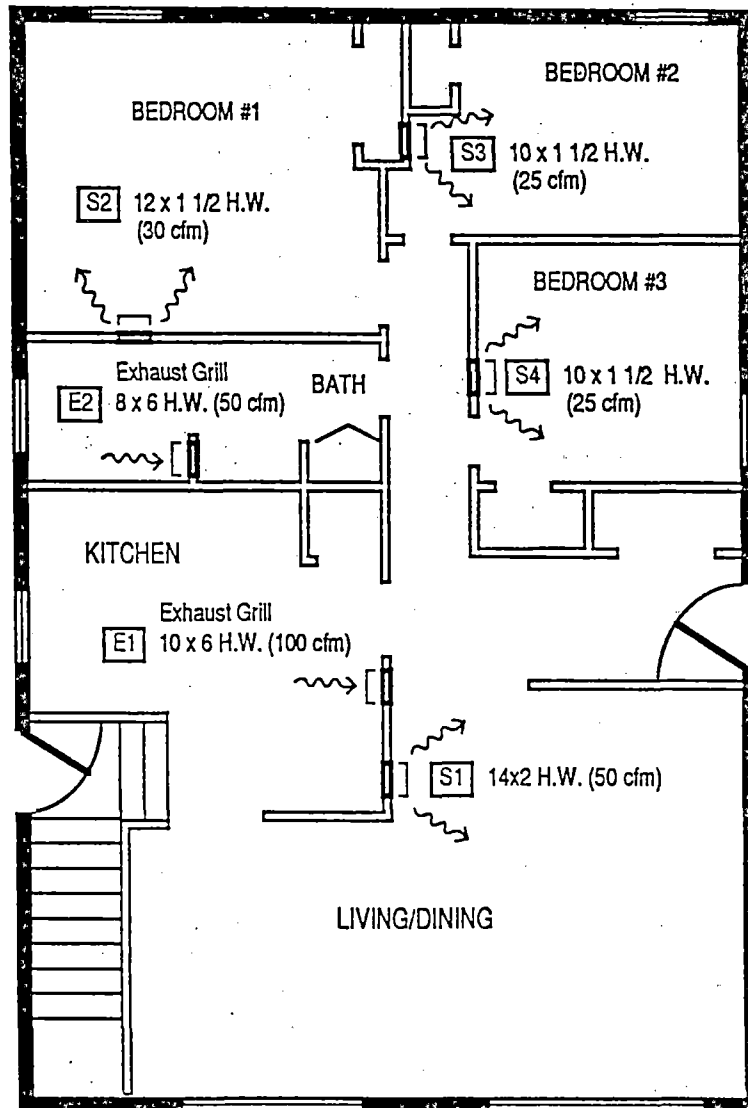 BEDROOM #1
BEDROOM #2
S3 10 x 1 1/2 H.W.
(25 cfm)
S2 12 x 1 1/2 H.W.
(30 cfm)
BEDROOM #3
Exhaust Grill
BATH
E2 8 x 6 H.W. (50 cfm)
S4 10 x 1 1/2 H.W.
(25 cfm)
KITCHEN
Exhaust Grill
E1 10 x 6 H.W. (100 cfm)
S1 14x2 H.W. (50 cfm)
LIVING/DINING